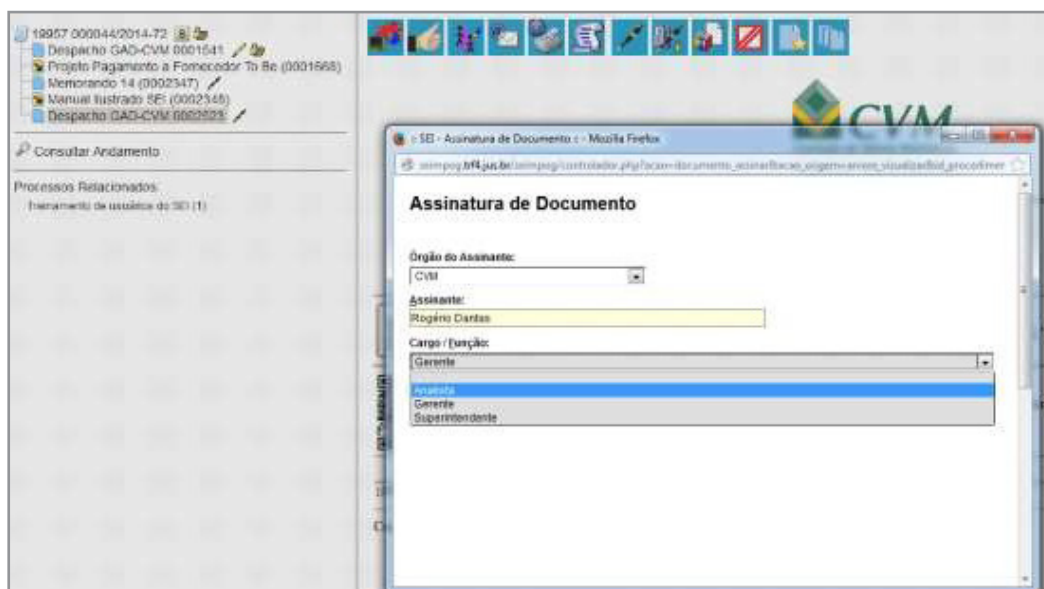 19957 000044/2014-72
Despacho GAD-CVM 0001541
Projeto Pagamento a Fornecedor To Be (0001668)
Memorando 14 (0002347)
Manual Ilustrado SEI (0002348)
Despacho GAD-CVM 0002623
Consultar Andamento
Processos Relacionados:
Treinamento de usuários do SEI (1)
CVM
:: SEI - Assinatura de Documento :: - Mozilla Firefox
Assinatura de Documento
Órgão do Assinante:
CVM
Assinante:
Rogério Dantas
Cargo / Função:
Gerente
Analista
Gerente
Superintendente